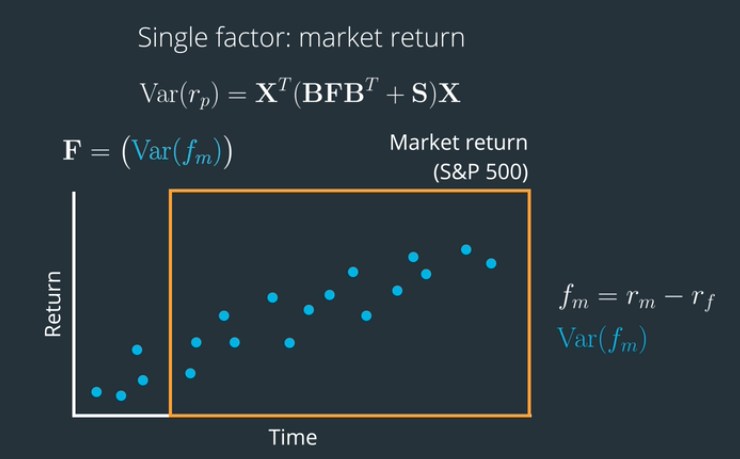 Single factor: market return
Var(r_p) = X^T(BFB^T + S)X
F = (Var(f_m))
Market return
(S&P 500)
Return
f_m = r_m − r_f
Var(f_m)
Time